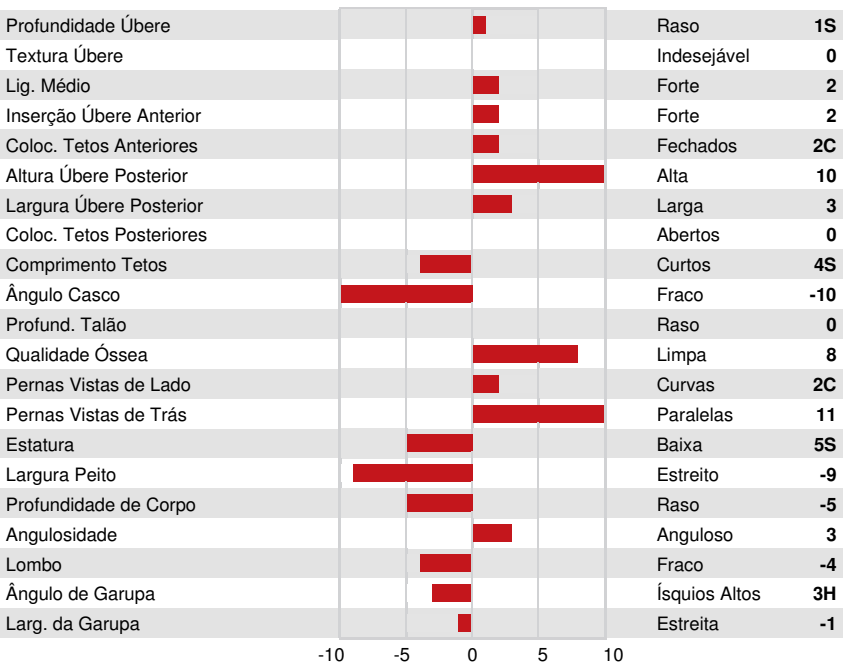 Profundidade Úbere Raso 1S
Textura Úbere Indesejável 0
Lig. Médio Forte 2
Inserção Úbere Anterior Forte 2
Coloc. Tetos Anteriores Fechados 2C
Altura Úbere Posterior Alta 10
Largura Úbere Posterior Larga 3
Coloc. Tetos Posteriores Abertos 0
Comprimento Tetos Curtos 4S
Ângulo Casco Fraco -10
Profund. Talão Raso 0
Qualidade Óssea Limpa 8
Pernas Vistas de Lado Curvas 2C
Pernas Vistas de Trás Paralelas 11
Estatura Baixa 5S
Largura Peito Estreito -9
Profundidade de Corpo Raso -5
Angulosidade Anguloso 3
Lombo Fraco -4
Ângulo de Garupa Ísquios Altos 3H
Larg. da Garupa Estreita -1
-10 -5 0 5 10